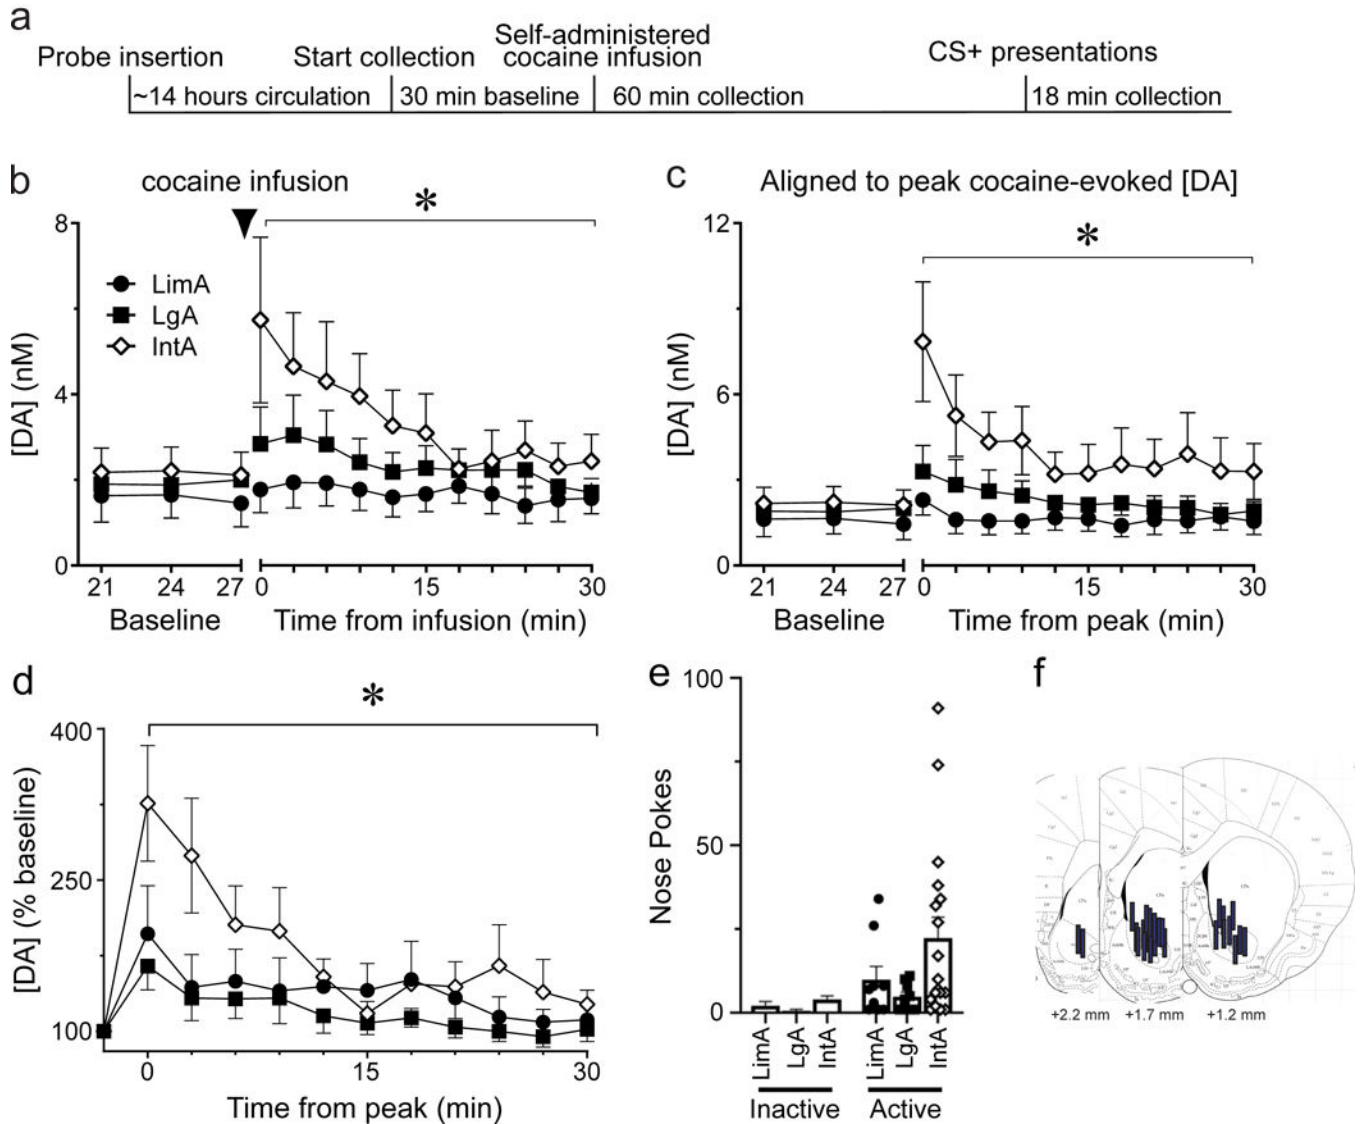 a
Probe insertion
Start collection
Self-administered
cocaine infusion
CS+ presentations
~14 hours circulation
30 min baseline
60 min collection
18 min collection
b
cocaine infusion
*
8
4
0
[DA] (nM)
LimA
LgA
IntA
21 24 27 0 15 30
Baseline
Time from infusion (min)
c
Aligned to peak cocaine-evoked [DA]
*
12
6
0
[DA] (nM)
21 24 27 0 15 30
Baseline
Time from peak (min)
d
*
400
250
100
[DA] (% baseline)
0 15 30
Time from peak (min)
e
100
50
0
Nose Pokes
LimA
LgA
IntA
LimA
LgA
IntA
Inactive
Active
f
+2.2 mm
+1.7 mm
+1.2 mm